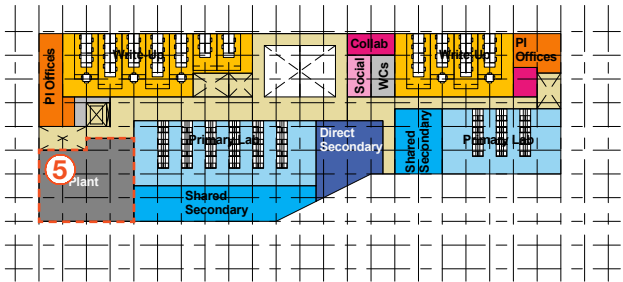 Collab
PI
Offices
Write-Up
Write-Up
PI Offices
Social
WCs
Direct
Secondary
Primary Lab
Shared
Secondary
Primary Lab
5
Plant
Shared
Secondary